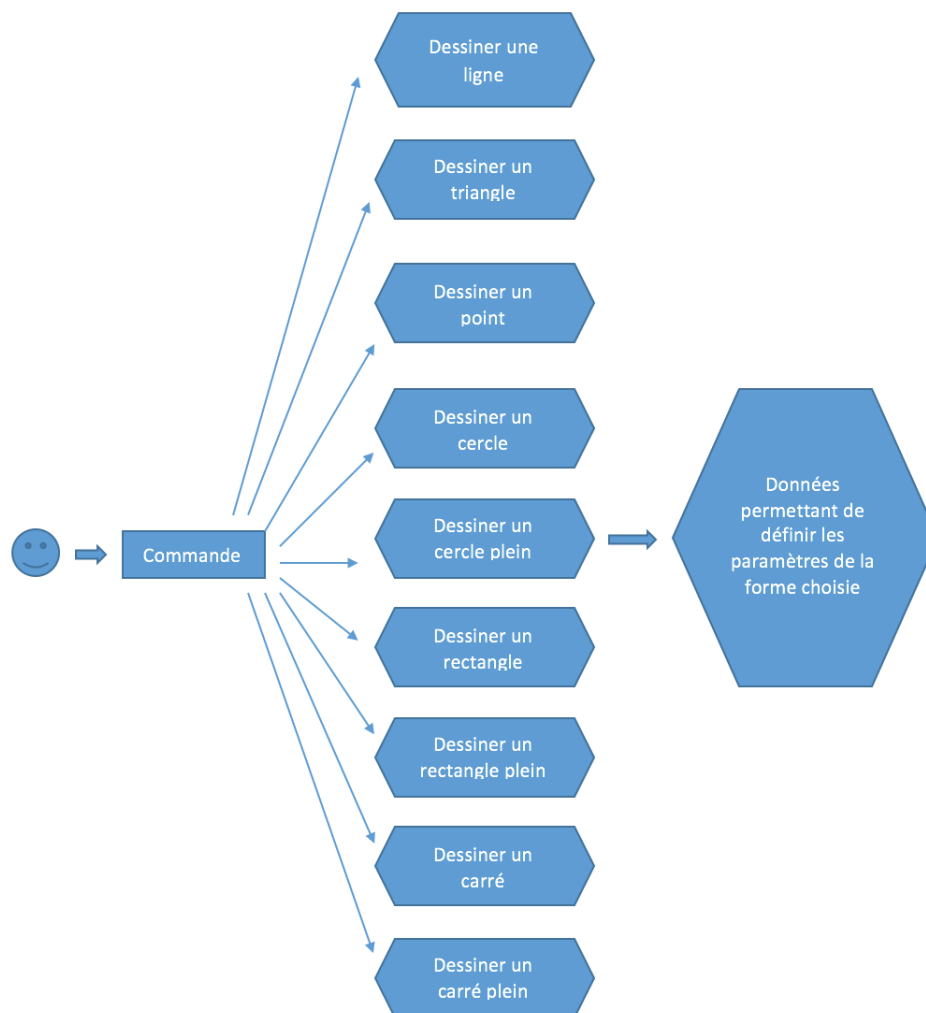 Dessiner une
ligne
Dessiner un
triangle
Dessiner un
point
Dessiner un
cercle
Commande
Dessiner un
cercle plein
Données
permettant de
définir les
paramètres de la
forme choisie
Dessiner un
rectangle
Dessiner un
rectangle plein
Dessiner un
carré
Dessiner un
carré plein